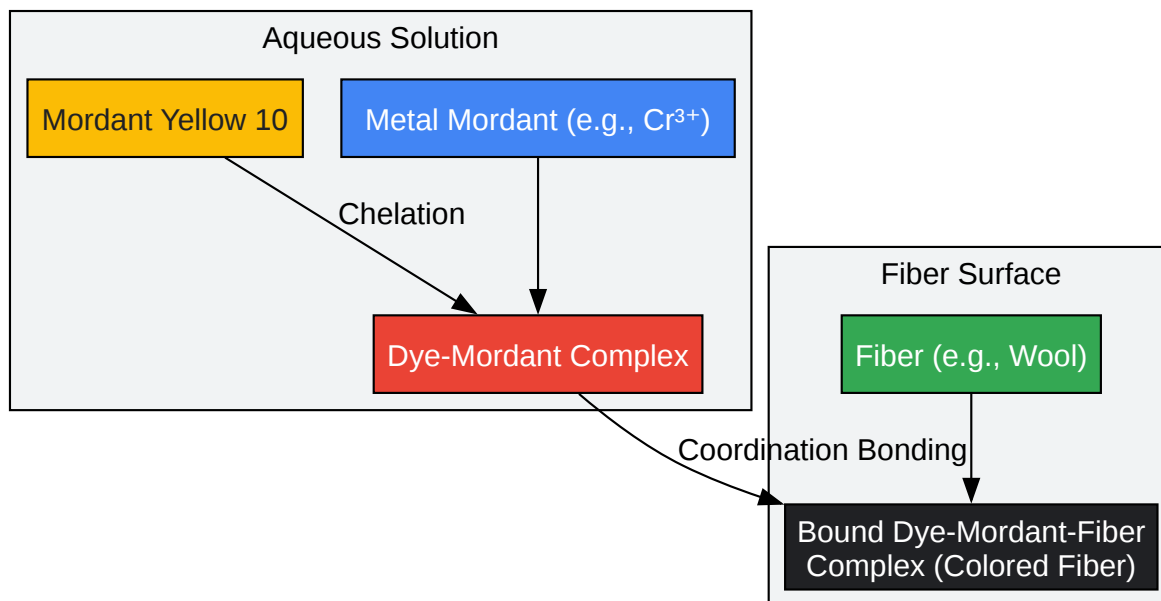 Aqueous Solution
Mordant Yellow 10
Metal Mordant (e.g., Cr³⁺)
Chelation
Dye-Mordant Complex
Fiber Surface
Fiber (e.g., Wool)
Coordination Bonding
Bound Dye-Mordant-Fiber
Complex (Colored Fiber)